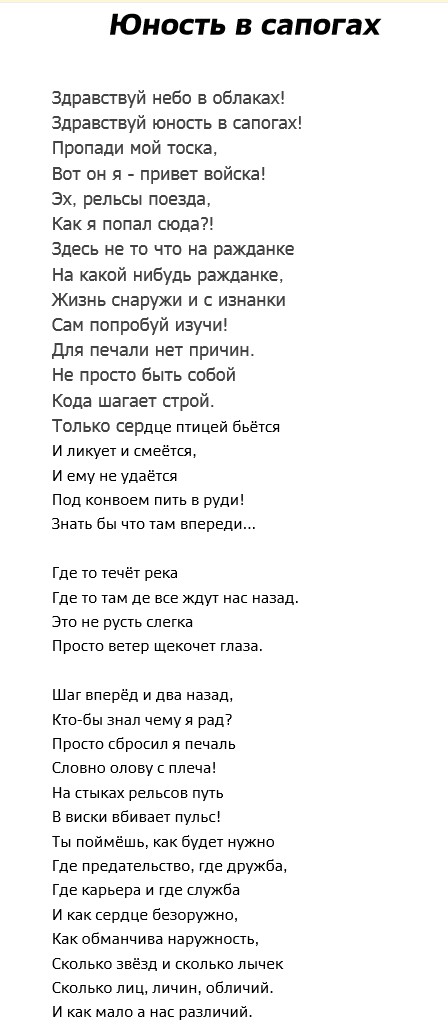 Юность в сапогах
Здравствуй небо в облаках!
Здравствуй юность в сапогах!
Пропади мой тоска,
Вот он я - привет войска!
Эх, рельсы поезда,
Как я попал сюда?!
Здесь не то что на ражданке
На какой нибудь ражданке,
Жизнь снаружи и с изнанки
Сам попробуй изучи!
Для печали нет причин.
Не просто быть собой
Кода шагает строй.
Только сердце птицей бьётся
И ликует и смеётся,
И ему не удаётся
Под конвоем пить в руди!
Знать бы что там впереди...
Где то течёт река
Где то там де все ждут нас назад.
Это не русть слегка
Просто ветер щекочет глаза.
Шаг вперёд и два назад,
Кто-бы знал чему я рад?
Просто сбросил я печаль
Словно олову с плеча!
На стыках рельсов путь
В виски вбивает пульс!
Ты поймёшь, как будет нужно
Где предательство, где дружба,
Где карьера и где служба
И как сердце безоружно,
Как обманчива наружность,
Сколько звёзд и сколько лычек
Сколько лиц, личин, обличий.
И как мало а нас различий.